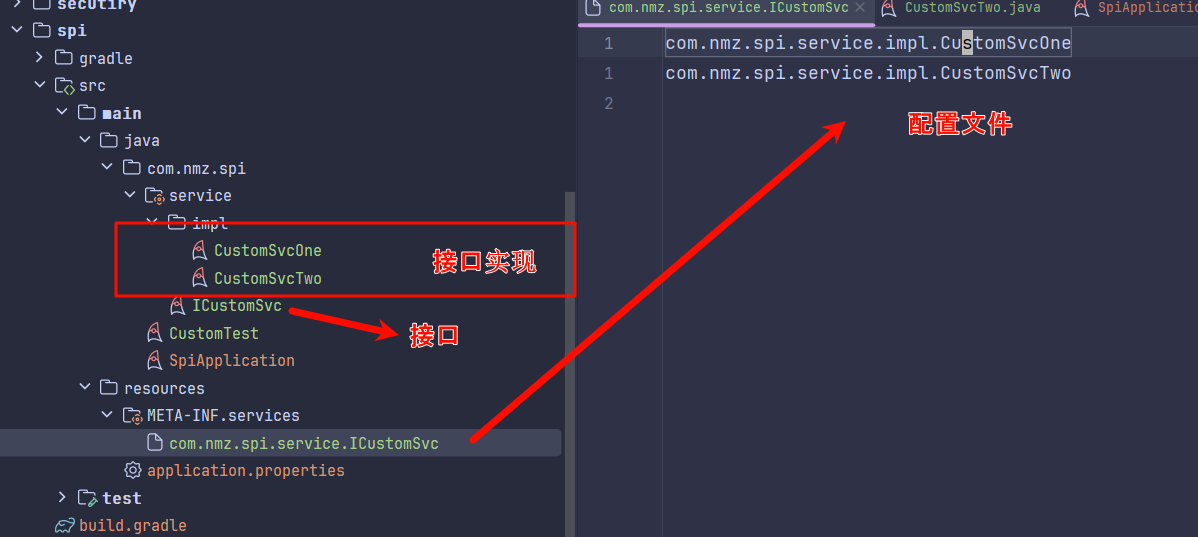 secutiry
spi
gradle
src
main
java
com.nmz.spi
service
impl
CustomSvcOne
CustomSvcTwo
接口实现
ICustomSvc
接口
CustomTest
SpiApplication
resources
META-INF.services
com.nmz.spi.service.ICustomSvc
application.properties
test
build.gradle
com.nmz.spi.service.ICustomSvc CustomSvcTwo.java SpiApplicatio
1 com.nmz.spi.service.impl.CustomSvcOne
1 com.nmz.spi.service.impl.CustomSvcTwo
2
配置文件